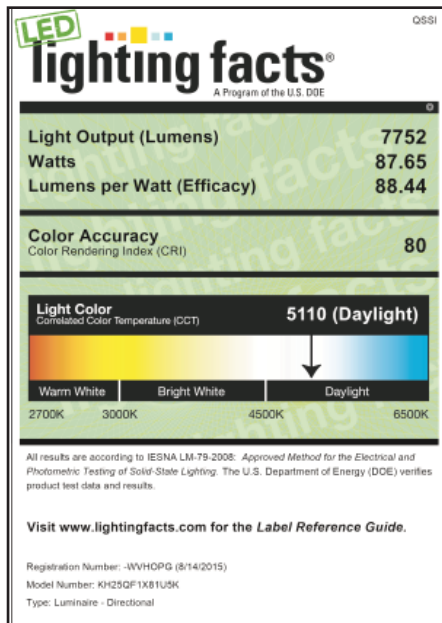 QSSI
LED
lighting facts®
A Program of the U.S. DOE
Light Output (Lumens) 7752
Watts 87.65
Lumens per Watt (Efficacy) 88.44
Color Accuracy
Color Rendering Index (CRI) 80
Light Color
Correlated Color Temperature (CCT) 5110 (Daylight)
Warm White Bright White Daylight
2700K 3000K 4500K 6500K
All results are according to IESNA LM-79-2008: Approved Method for the Electrical and
Photometric Testing of Solid-State Lighting. The U.S. Department of Energy (DOE) verifies
product test data and results.
Visit www.lightingfacts.com for the Label Reference Guide.
Registration Number: -WVHOPG (8/14/2015)
Model Number: KH25QF1X81U5K
Type: Luminaire - Directional